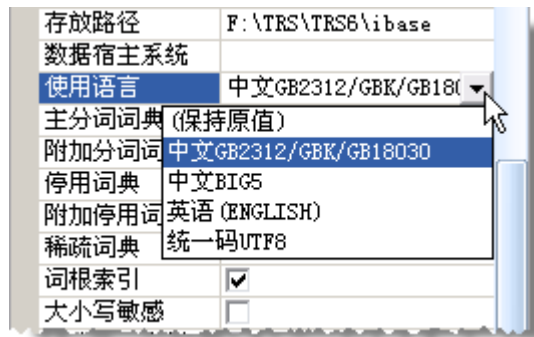 存放路径 F:\TRS\TRS6\ibase
数据宿主系统
使用语言 中文GB2312/GBK/GB180
主分词词典 (保持原值)
附加分词词 中文GB2312/GBK/GB18030
停用词典 中文BIG5
附加停用词 英语(ENGLISH)
稀疏词典 统一码UTF8
词根索引
大小写敏感